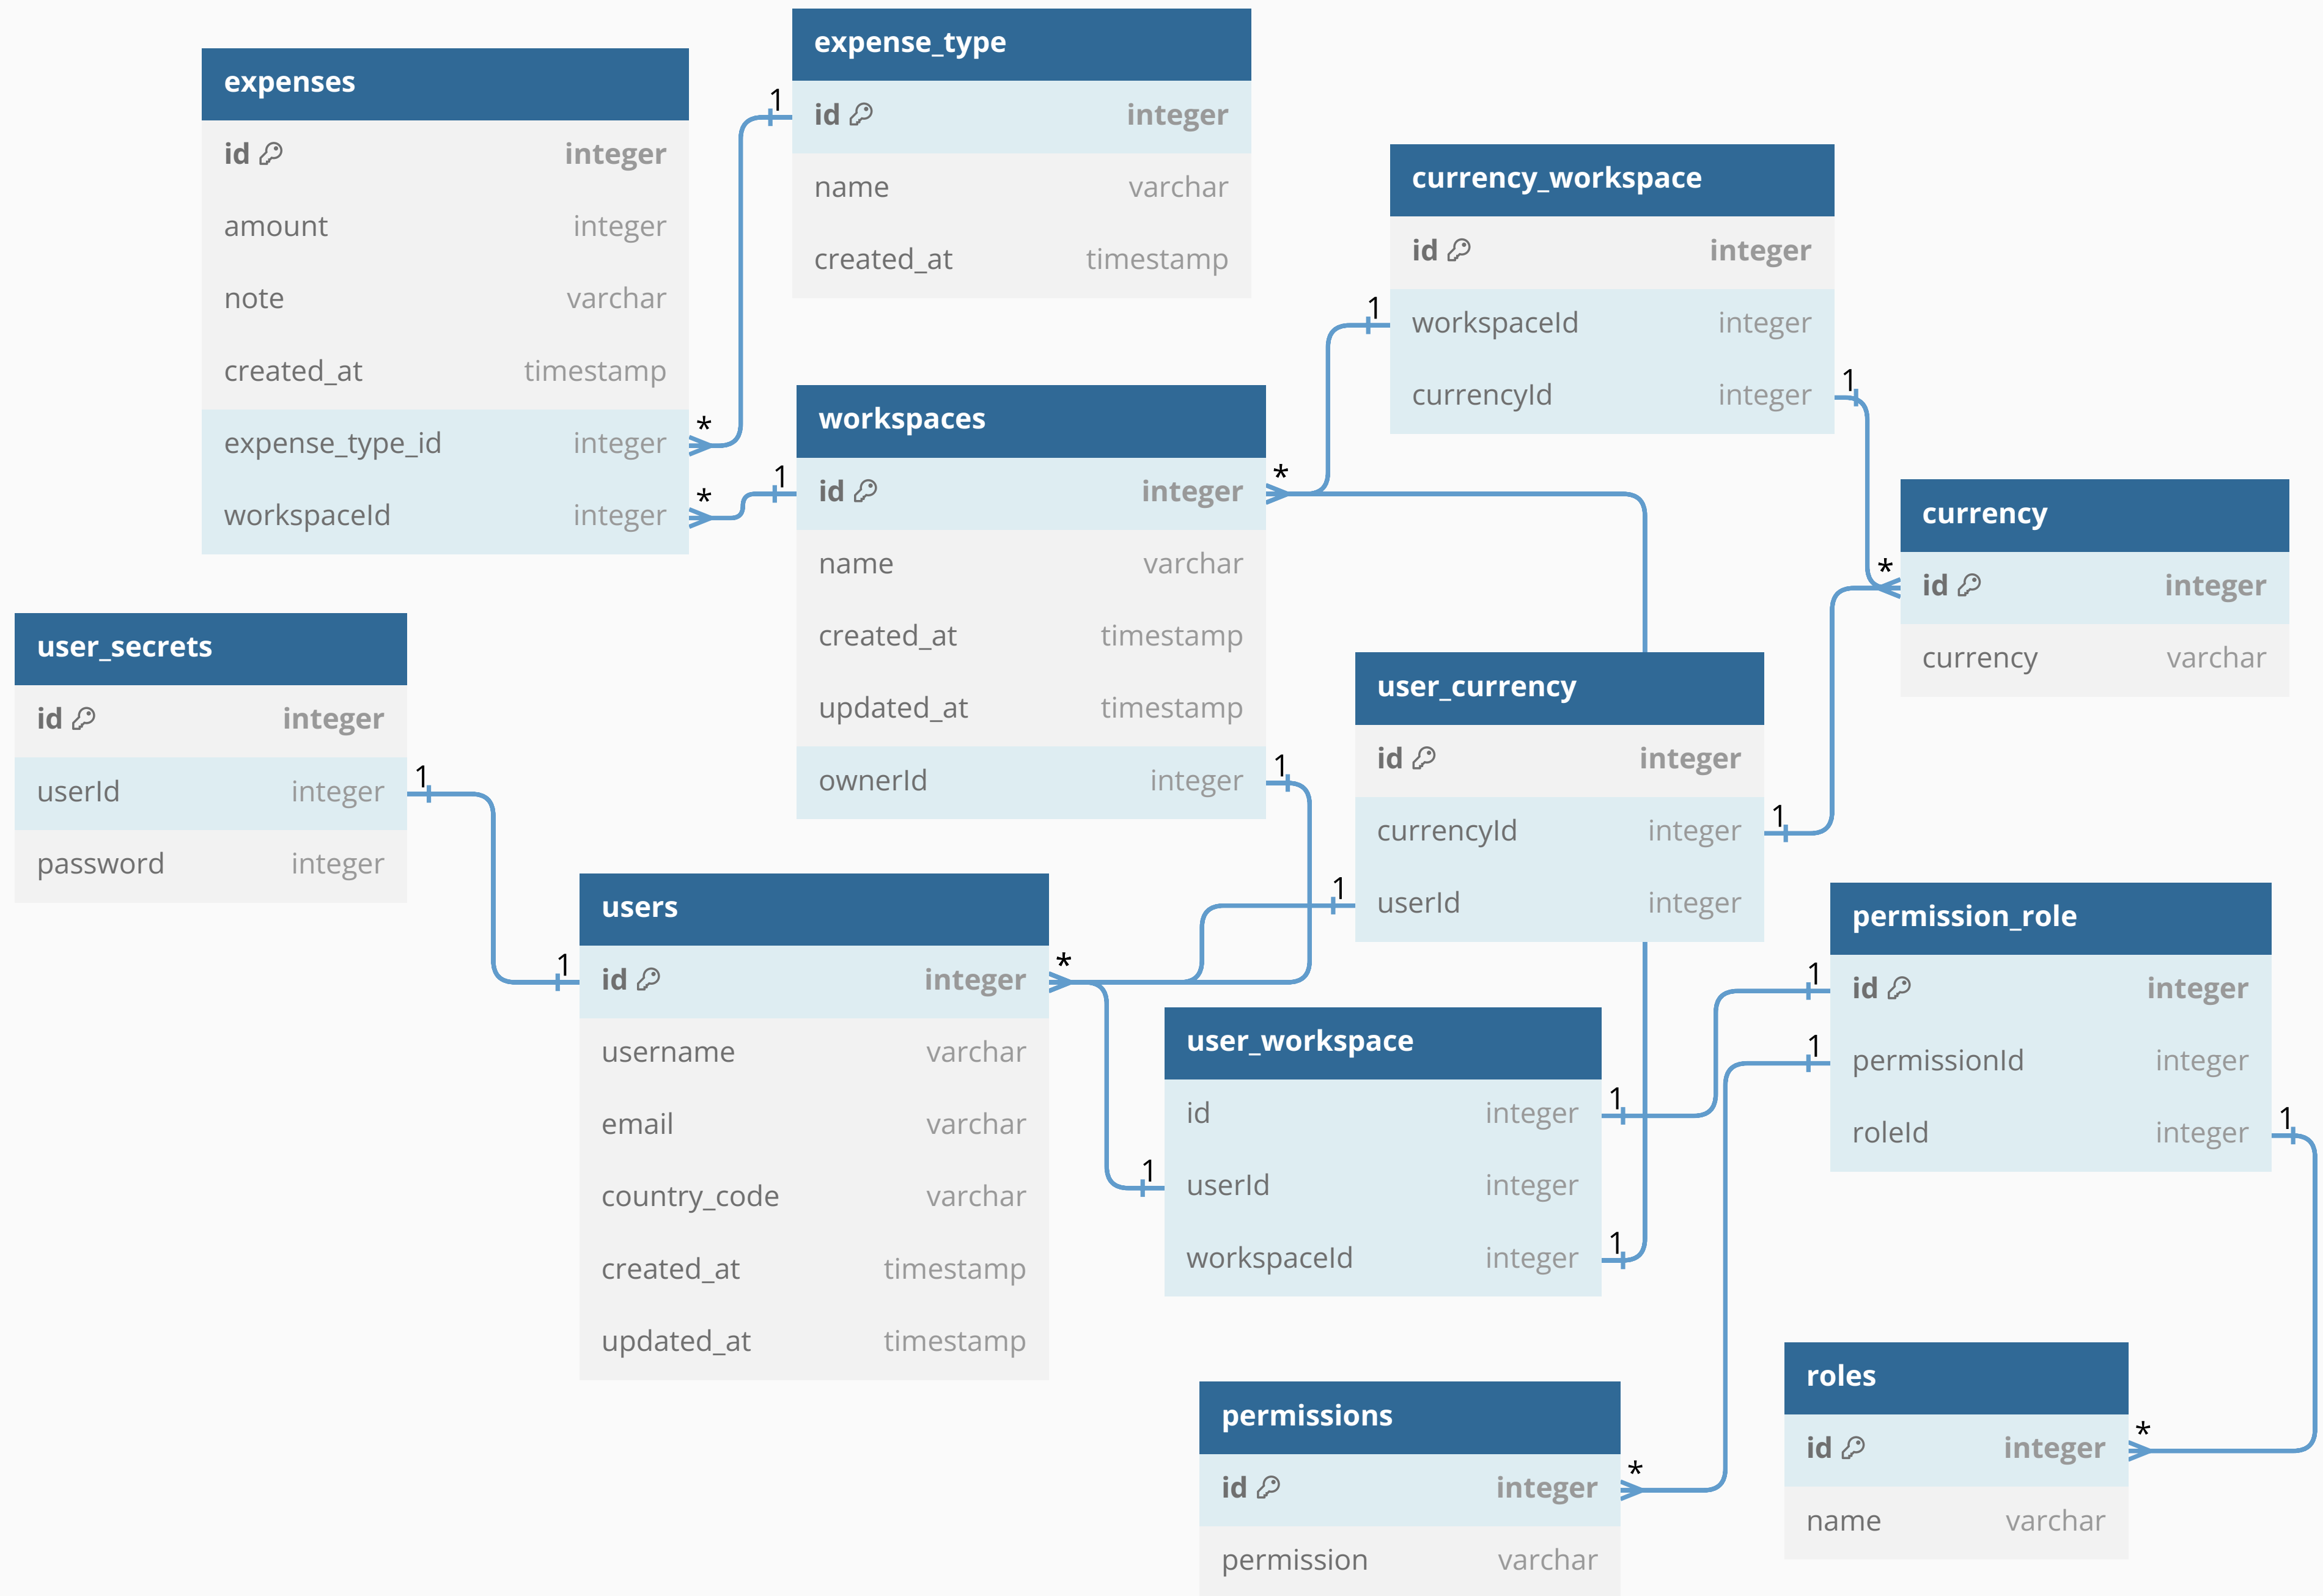 expenses
id integer
amount integer
note varchar
created_at timestamp
expense_type_id integer *
workspaceId integer *
expense_type
1 id integer
name varchar
created_at timestamp
currency_workspace
id integer
1 workspaceId integer
currencyId integer 1
workspaces
1 id integer *
name varchar
created_at timestamp
updated_at timestamp
ownerId integer 1
currency
* id integer
currency varchar
user_secrets
id integer
userId integer 1
password integer
user_currency
id integer
currencyId integer 1
1 userId integer
users
1 id integer *
username varchar
email varchar
country_code varchar
created_at timestamp
updated_at timestamp
permission_role
1 id integer
1 permissionId integer
roleId integer 1
user_workspace
id integer 1
1 userId integer
workspaceId integer 1
roles
id integer *
name varchar
permissions
id integer *
permission varchar